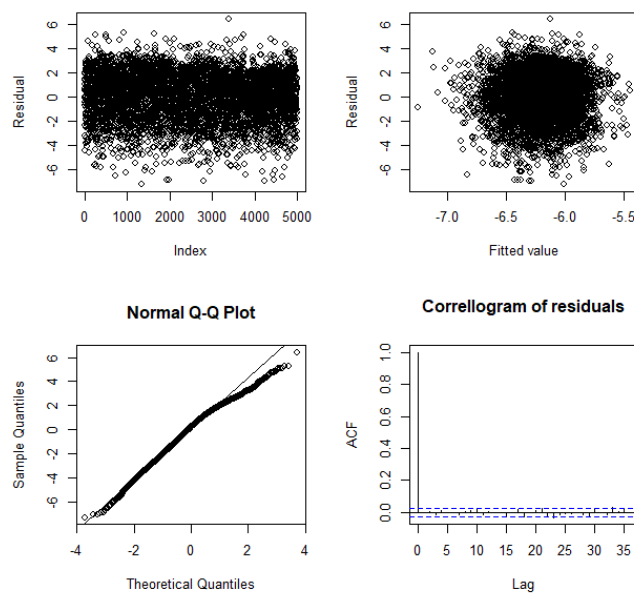 Residual
6
4
2
0
-2
-4
-6
0 1000 2000 3000 4000 5000
Index
Residual
6
4
2
0
-2
-4
-6
-7.0 -6.5 -6.0 -5.5
Fitted value
Normal Q-Q Plot
Sample Quantiles
6
4
2
0
-2
-4
-6
-4 -2 0 2 4
Theoretical Quantiles
Correllogram of residuals
ACF
1.0
0.8
0.6
0.4
0.2
0.0
0 5 10 15 20 25 30 35
Lag